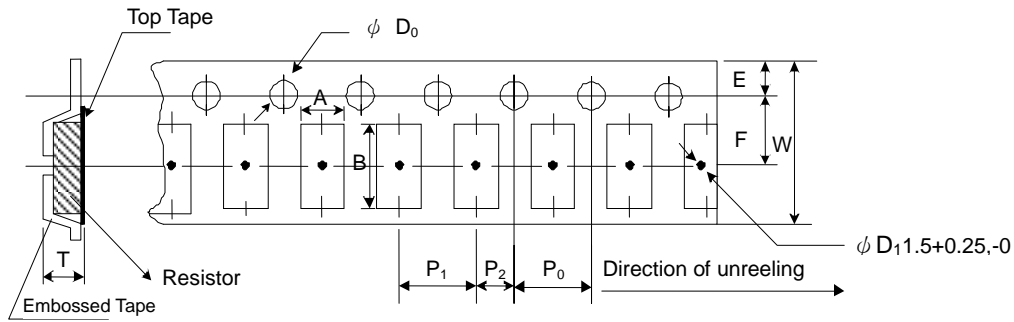 Top Tape
ϕ D₀
E
A
F
W
B
ϕ D₁ 1.5+0.25,-0
T
P₁
P₂
P₀
Direction of unreeling
Resistor
Embossed Tape